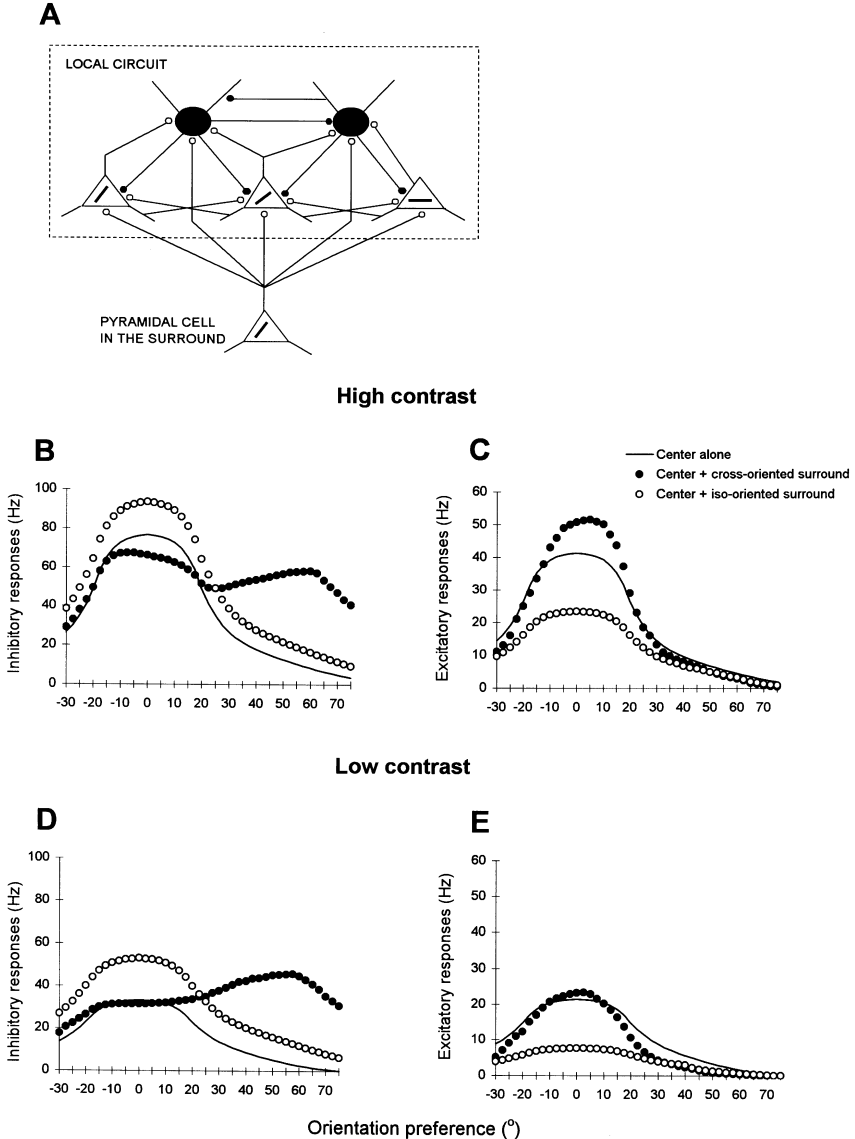 A
LOCAL CIRCUIT
PYRAMIDAL CELL
IN THE SURROUND
High contrast
B
Inhibitory responses (Hz)
100
80
60
40
20
0
-30 -20 -10 0 10 20 30 40 50 60 70
C
Center alone
Center + cross-oriented surround
Center + iso-oriented surround
Excitatory responses (Hz)
60
50
40
30
20
10
0
-30 -20 -10 0 10 20 30 40 50 60 70
Low contrast
D
Inhibitory responses (Hz)
100
80
60
40
20
0
-30 -20 -10 0 10 20 30 40 50 60 70
E
Excitatory responses (Hz)
60
50
40
30
20
10
0
-30 -20 -10 0 10 20 30 40 50 60 70
Orientation preference (º)